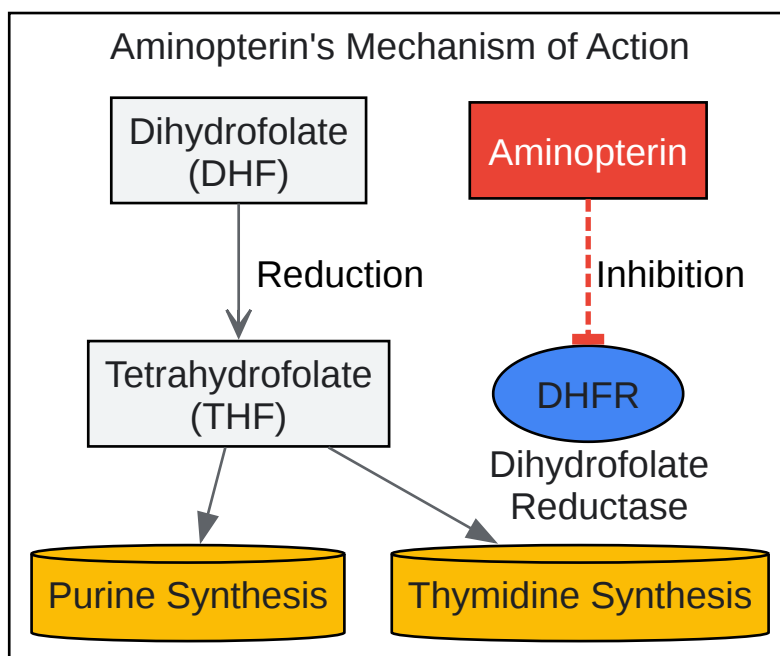 Aminopterin's Mechanism of Action
Dihydrofolate
(DHF)
Aminopterin
Reduction
Inhibition
Tetrahydrofolate
(THF)
DHFR
Dihydrofolate
Reductase
Purine Synthesis
Thymidine Synthesis